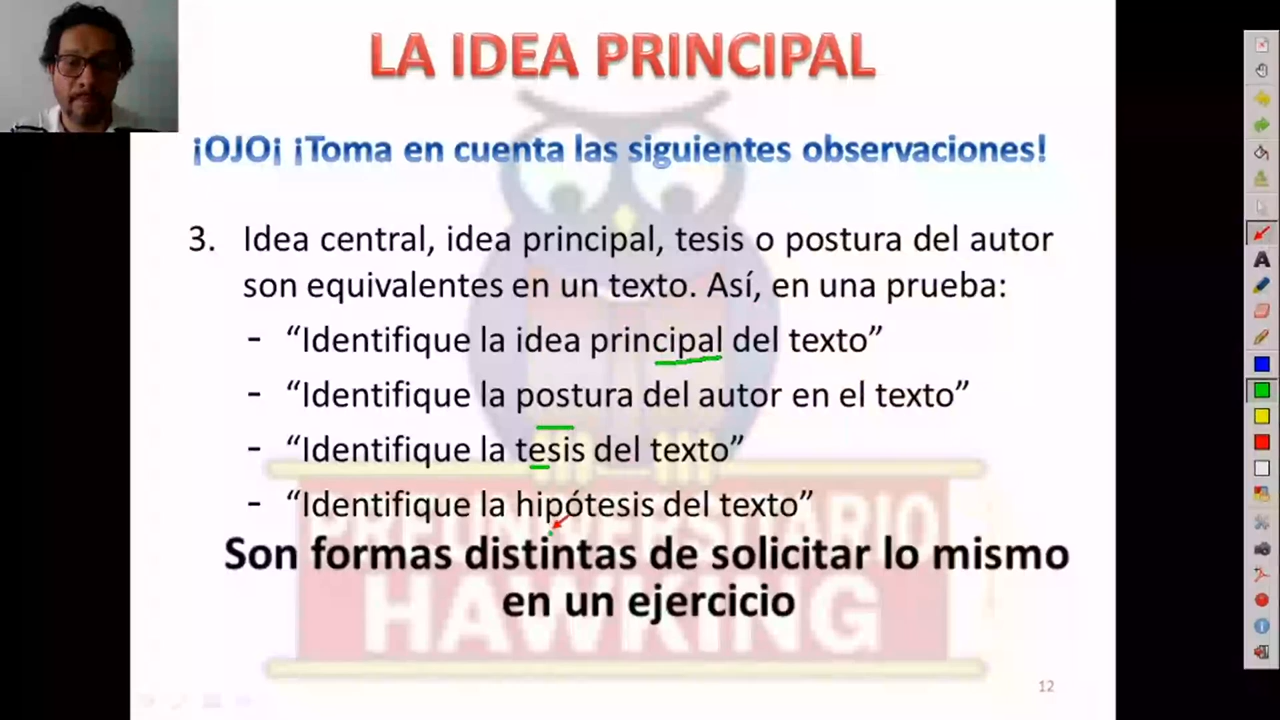 LA IDEA PRINCIPAL
¡OJO¡ ¡Toma en cuenta las siguientes observaciones!
3. Idea central, idea principal, tesis o postura del autor
son equivalentes en un texto. Así, en una prueba:
- “Identifique la idea principal del texto”
- “Identifique la postura del autor en el texto”
- “Identifique la tesis del texto”
- “Identifique la hipótesis del texto”
PREUNIVERSITARIO
Son formas distintas de solicitar lo mismo
en un ejercicio
HAWKING
12